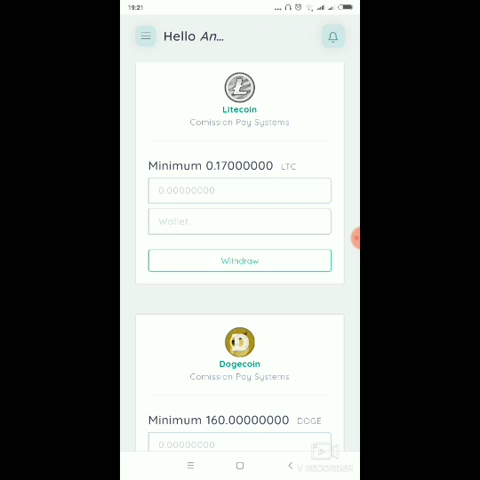 19:21
Hello An...
Litecoin
Comission Pay Systems
Minimum 0.17000000 LTC
0.00000000
Wallet
Withdraw
Dogecoin
Comission Pay Systems
Minimum 160.00000000 DOGE
0.00000000
V RECORDER